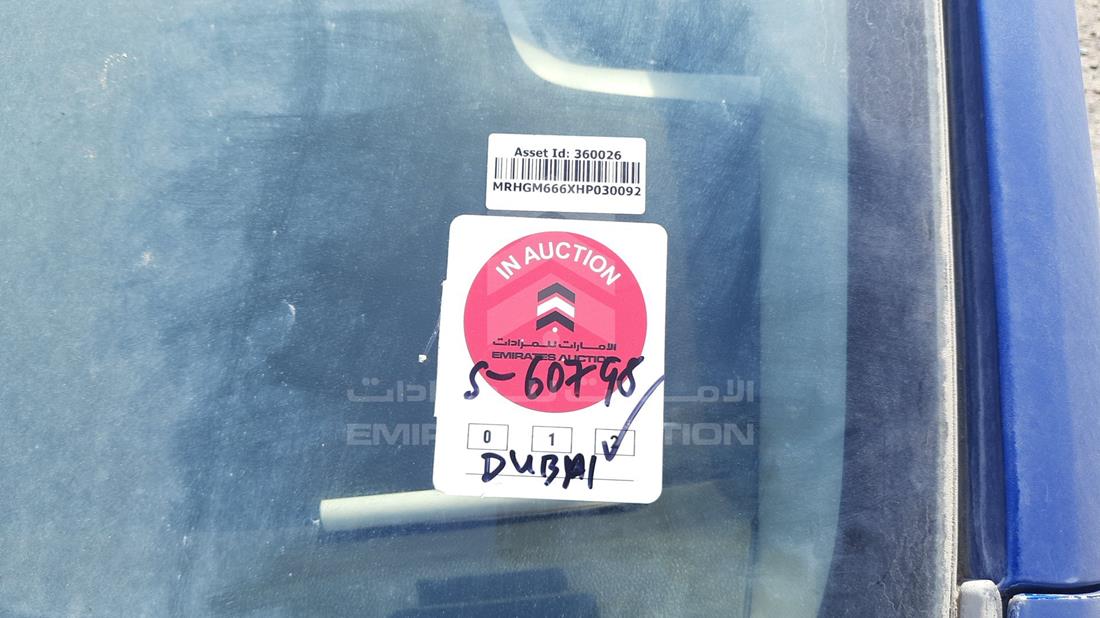 Asset Id: 360026
MRHGM666XHP030092
IN AUCTION
الامارات للمزادات
EMIRATES AUCTION
S-60798
الامارات للمزادات
EMIRATES AUCTION
0 1 2
DUBAI